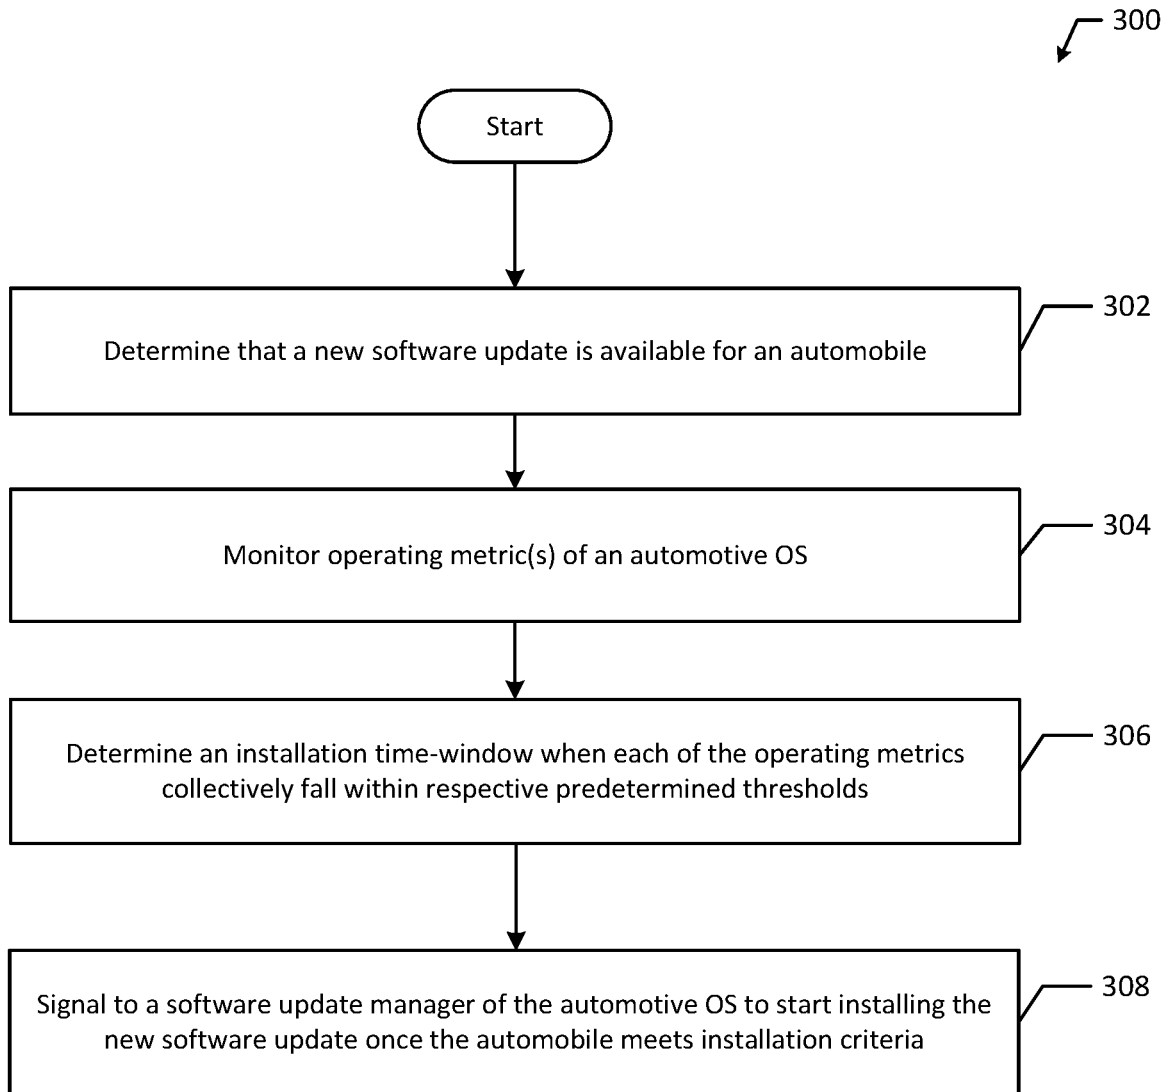 300
Start
Determine that a new software update is available for an automobile
302
Monitor operating metric(s) of an automotive OS
304
Determine an installation time-window when each of the operating metrics
collectively fall within respective predetermined thresholds
306
Signal to a software update manager of the automotive OS to start installing the
new software update once the automobile meets installation criteria
308